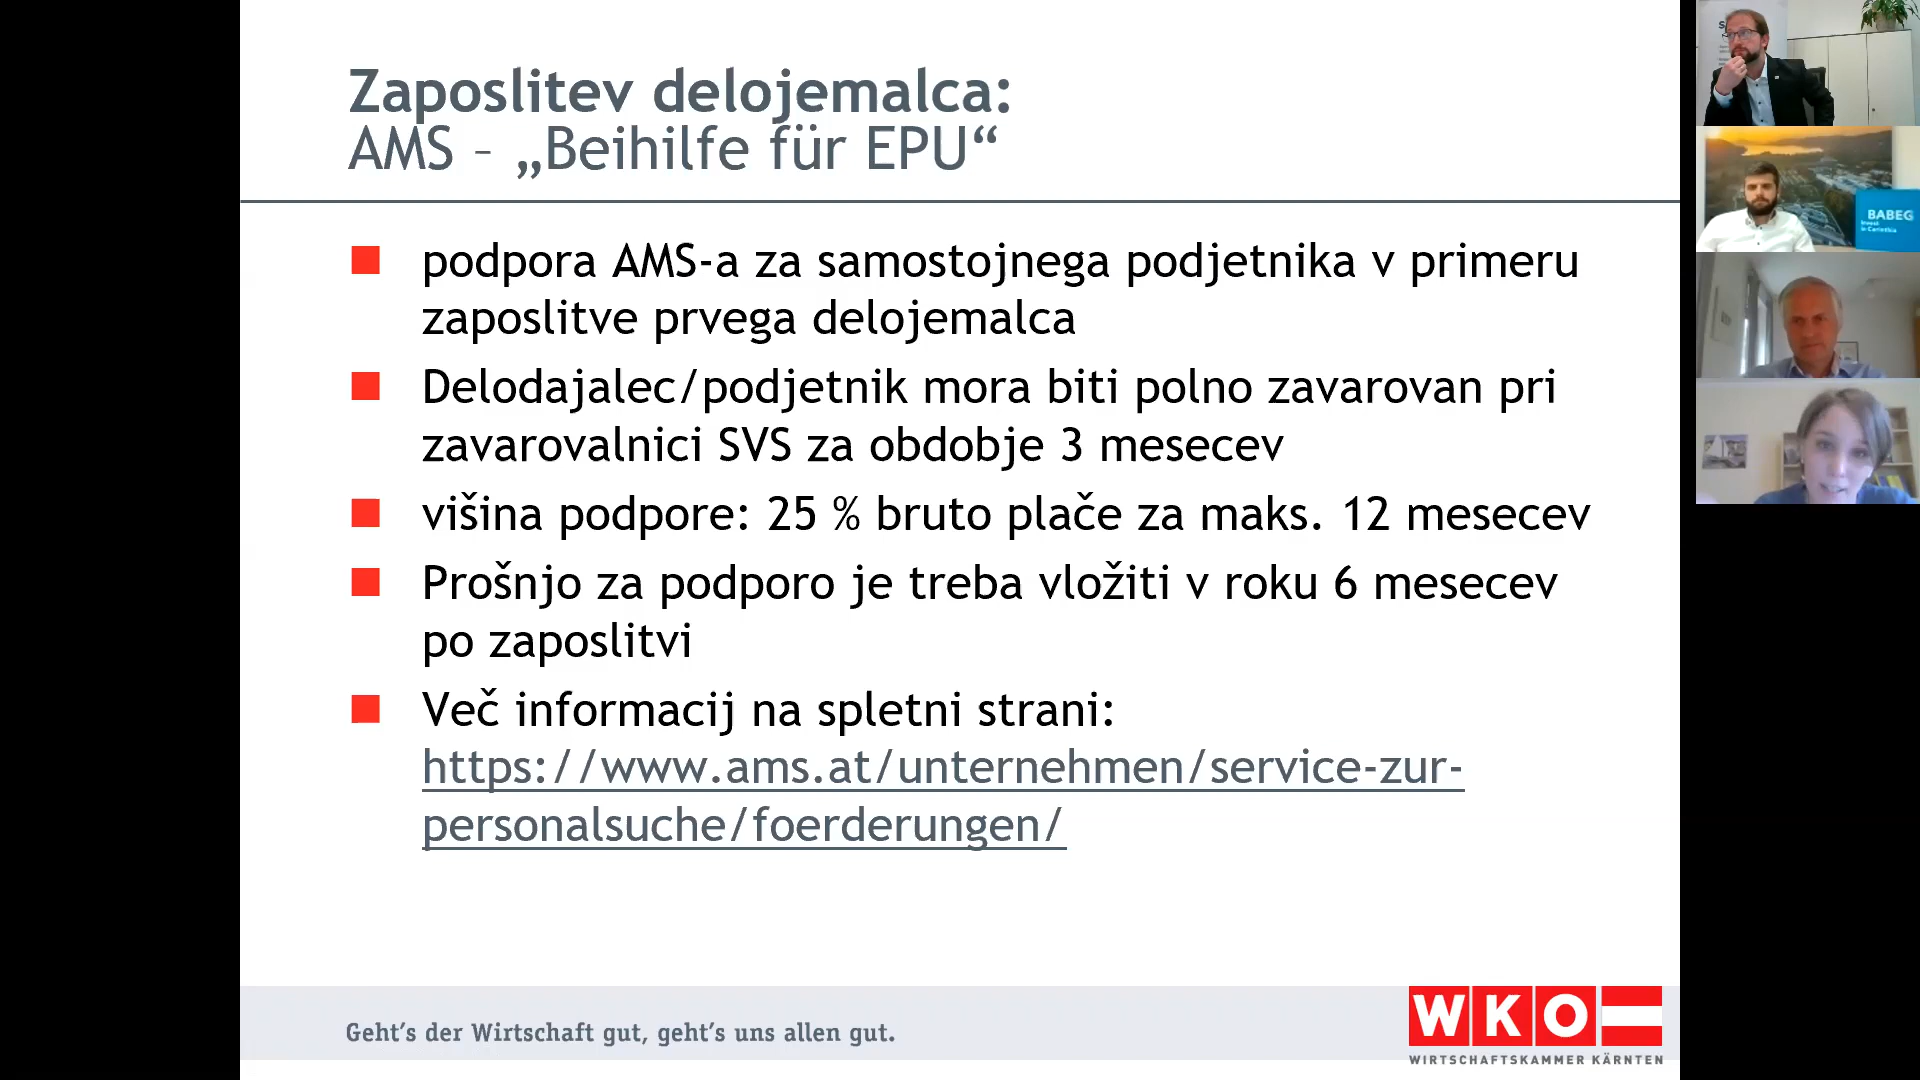 Zaposlitev delojemalca:
AMS – „Beihilfe für EPU“
podpora AMS-a za samostojnega podjetnika v primeru
zaposlitve prvega delojemalca
Delodajalec/podjetnik mora biti polno zavarovan pri
zavarovalnici SVS za obdobje 3 mesecev
višina podpore: 25 % bruto plače za maks. 12 mesecev
Prošnjo za podporo je treba vložiti v roku 6 mesecev
po zaposlitvi
Več informacij na spletni strani:
https://www.ams.at/unternehmen/service-zur-
personalsuche/foerderungen/
Geht's der Wirtschaft gut, geht's uns allen gut.
WKO
WIRTSCHAFTSKAMMER KÄRNTEN
BABEG
Invest
in Carinthia